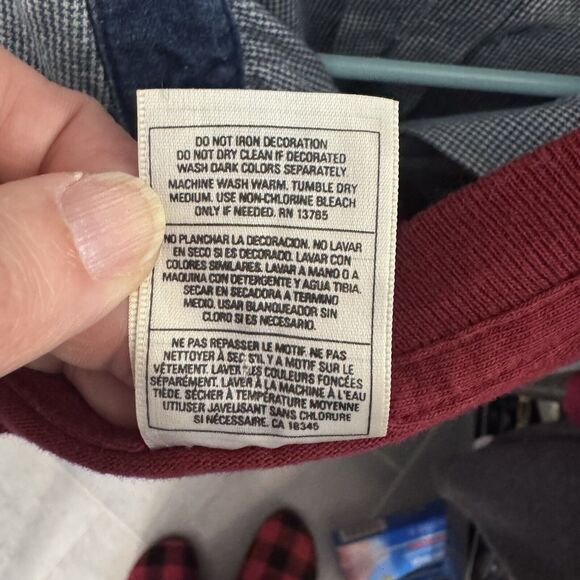 DO NOT IRON DECORATION
DO NOT DRY CLEAN IF DECORATED
WASH DARK COLORS SEPARATELY
MACHINE WASH WARM. TUMBLE DRY
MEDIUM. USE NON-CHLORINE BLEACH
ONLY IF NEEDED. RN 13765
NO PLANCHAR LA DECORACION. NO LAVAR
EN SECO SI ES DECORADO. LAVAR CON
COLORES SIMILARES. LAVAR A MANO O A
MAQUINA CON DETERGENTE Y AGUA TIBIA.
SECAR EN SECADORA A TERMINO
MEDIO. USAR BLANQUEADOR SIN
CLORO SI ES NECESARIO.
NE PAS REPASSER LE MOTIF. NE PAS
NETTOYER À SEC S'IL Y A MOTIF SUR LE
VÊTEMENT. LAVER LES COULEURS FONCÉES
SÉPARÉMENT. LAVER À LA MACHINE À L'EAU
TIÈDE. SÉCHER À TEMPÉRATURE MOYENNE
UTILISER JAVELISANT SANS CHLORURE
SI NÉCESSAIRE. CA 18345